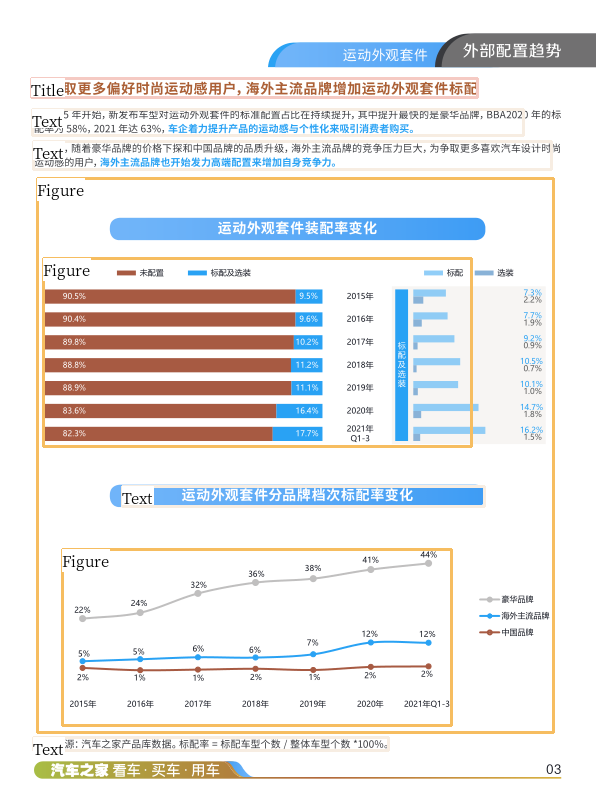 运动外观套件
外部配置趋势
Title
取更多偏好时尚运动感用户, 海外主流品牌增加运动外观套件标配
Text
5 年开始, 新发布车型对运动外观套件的标准配置占比在持续提升, 其中提升最快的是豪华品牌, BBA2020 年的标
配率为 58%, 2021 年达 63%, 车企着力提升产品的运动感与个性化来吸引消费者购买。
Text
, 随着豪华品牌的价格下探和中国品牌的品质升级, 海外主流品牌的竞争压力巨大, 为争取更多喜欢汽车设计时尚
运动感的用户, 海外主流品牌也开始发力高端配置来增加自身竞争力。
Figure
运动外观套件装配率变化
Figure
未配置 标配及选装 标配 选装
90.5% 9.5% 2015年 7.3% 2.2%
90.4% 9.6% 2016年 7.7% 1.9%
89.8% 10.2% 2017年 9.2% 0.9%
88.8% 11.2% 2018年 10.5% 0.7%
88.9% 11.1% 2019年 10.1% 1.0%
83.6% 16.4% 2020年 14.7% 1.8%
82.3% 17.7% 2021年 Q1-3 16.2% 1.5%
标配及选装
Text
运动外观套件分品牌档次标配率变化
Figure
22% 24% 32% 36% 38% 41% 44%
豪华品牌
海外主流品牌
中国品牌
5% 5% 6% 6% 7% 12% 12%
2% 1% 1% 2% 1% 2% 2%
2015年 2016年 2017年 2018年 2019年 2020年 2021年Q1-3
Text
源: 汽车之家产品库数据。标配率 = 标配车型个数 / 整体车型个数 *100%。
汽车之家 看车 · 买车 · 用车
03